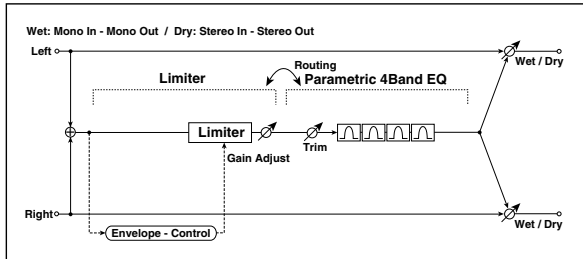 Wet: Mono In - Mono Out / Dry: Stereo In - Stereo Out
Left
Wet / Dry
Routing
Limiter
Parametric 4Band EQ
Limiter
Gain Adjust
Trim
Right
Wet / Dry
Envelope - Control